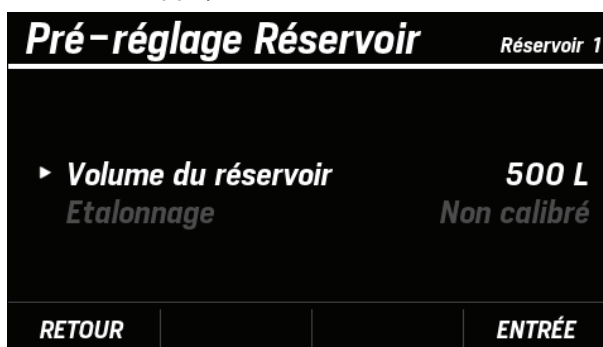 Pré-réglage Réservoir Réservoir 1
Volume du réservoir 500 L
Etalonnage Non calibré
RETOUR ENTRÉE